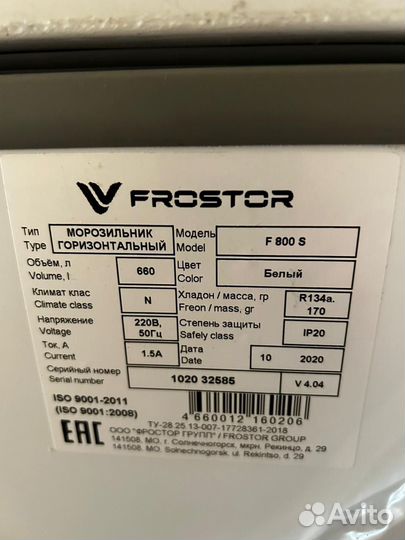 FROSTOR
Тип МОРОЗИЛЬНИК Модель F 800 S
Type ГОРИЗОНТАЛЬНЫЙ Model
Объём, л 660 Цвет Белый
Volume, l Color
Климат клас N Хладон / масса, гр R134a.
Climate class Freon / mass, gr 170
Напряжение 220В, Степень защиты IP20
Voltage 50Гц Safely class
Ток, А 1.5A Дата 10 2020
Current Date
Серийный номер 1020 32585 V 4.04
Serial number
ISO 9001-2011
(ISO 9001:2008)
4 660012 160206
ТУ-28.25.13-007-17728361-2018
EAC ООО "ФРОСТОР ГРУПП" / FROSTOR GROUP
141508, МО, г. Солнечногорск, мкрн. Рекинцо, д. 29
141508, MO, Solnechnogorsk, ul. Rekintso, d. 29
Avito